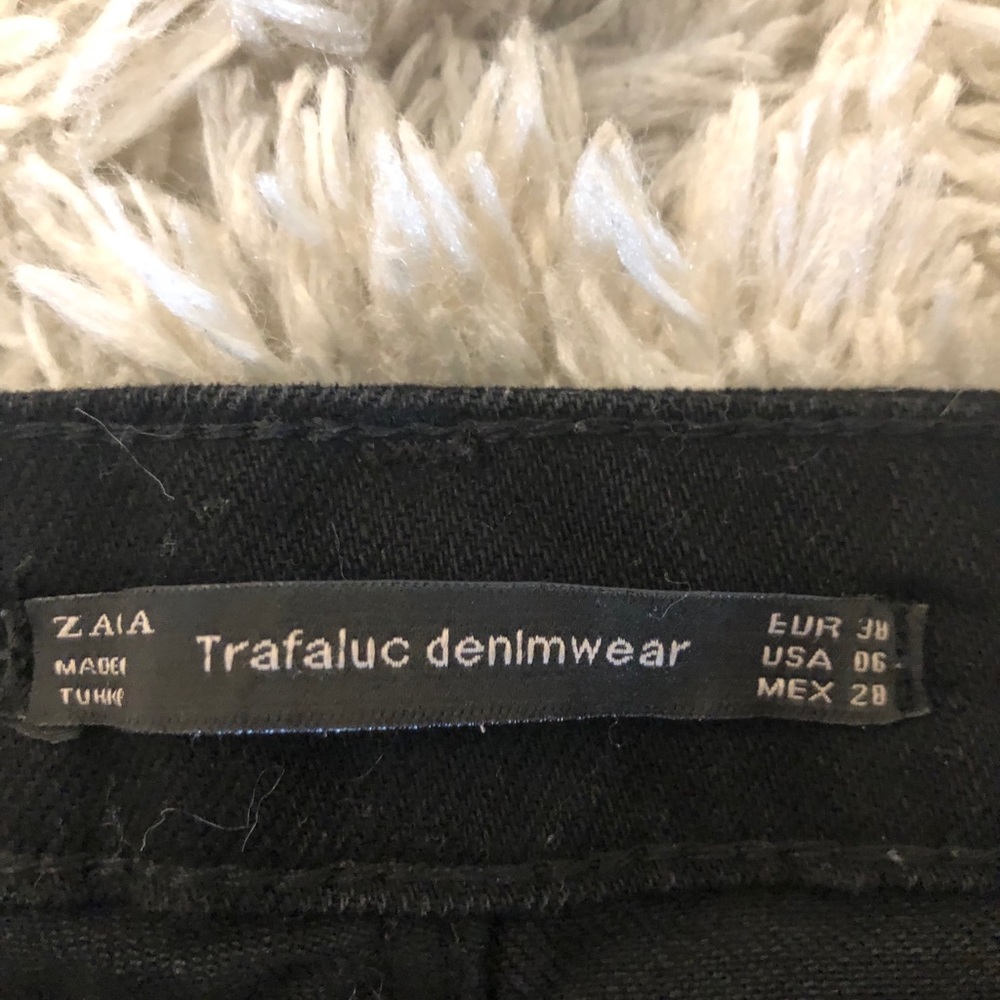 ZARA
MADE
Trafaluc denimwear
EUR 38
USA 06
MEX 28